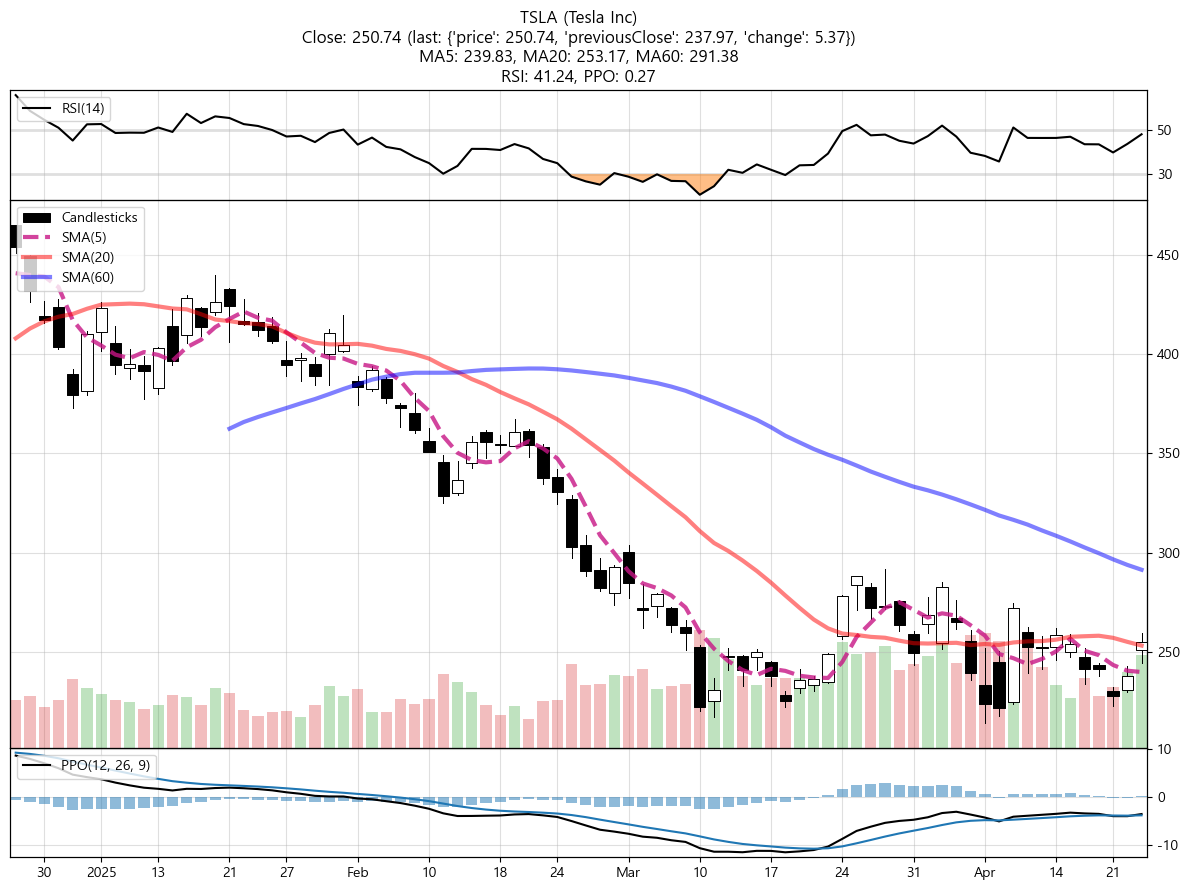 TSLA (Tesla Inc)
Close: 250.74 (last: {'price': 250.74, 'previousClose': 237.97, 'change': 5.37})
MA5: 239.83, MA20: 253.17, MA60: 291.38
RSI: 41.24, PPO: 0.27
RSI(14)
50
30
Candlesticks
SMA(5)
SMA(20)
SMA(60)
450
400
350
300
250
PPO(12, 26, 9)
10
0
-10
30 2025 13 21 27 Feb 10 18 24 Mar 10 17 24 31 Apr 14 21